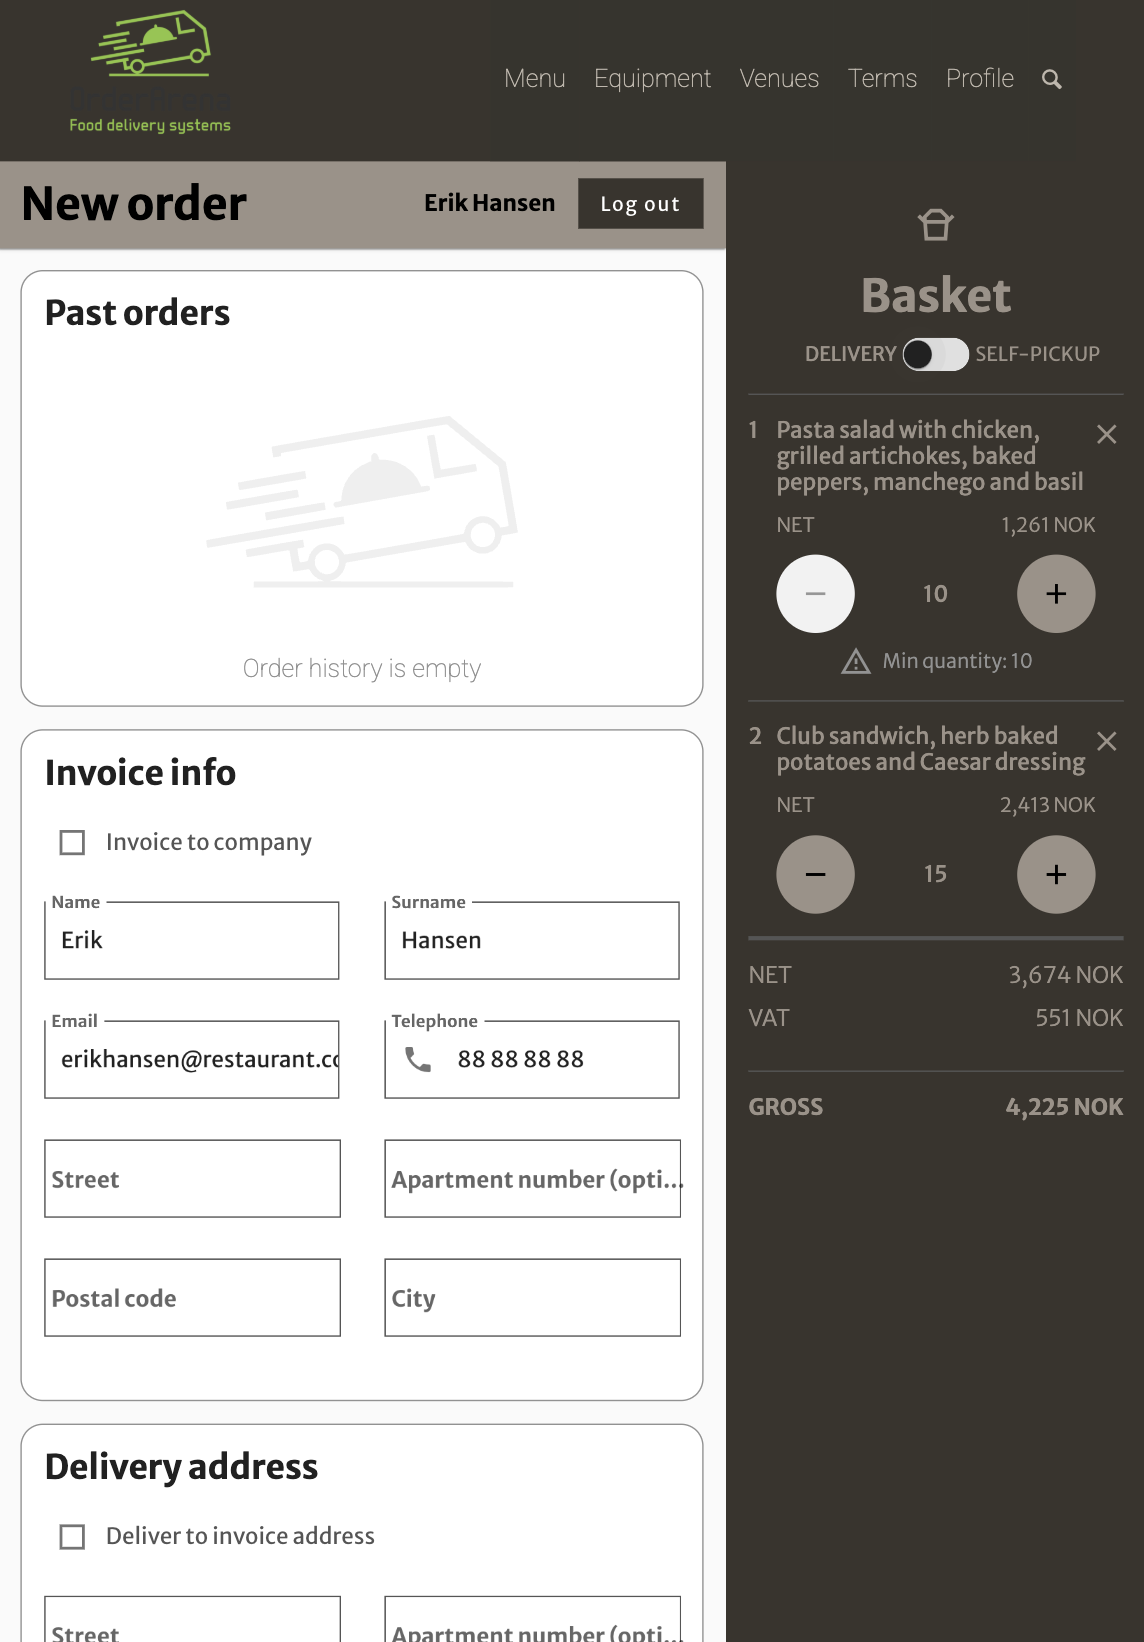 OrderArena
Food delivery systems
Menu Equipment Venues Terms Profile
New order
Erik Hansen
Log out
Past orders
Order history is empty
Invoice info
Invoice to company
Name
Erik
Surname
Hansen
Email
erikhansen@restaurant.cc
Telephone
88 88 88 88
Street
Apartment number (opti...
Postal code
City
Delivery address
Deliver to invoice address
Street
Apartment number (opti...
Basket
DELIVERY SELF-PICKUP
1 Pasta salad with chicken,
grilled artichokes, baked
peppers, manchego and basil
NET 1,261 NOK
10
Min quantity: 10
2 Club sandwich, herb baked
potatoes and Caesar dressing
NET 2,413 NOK
15
NET 3,674 NOK
VAT 551 NOK
GROSS 4,225 NOK